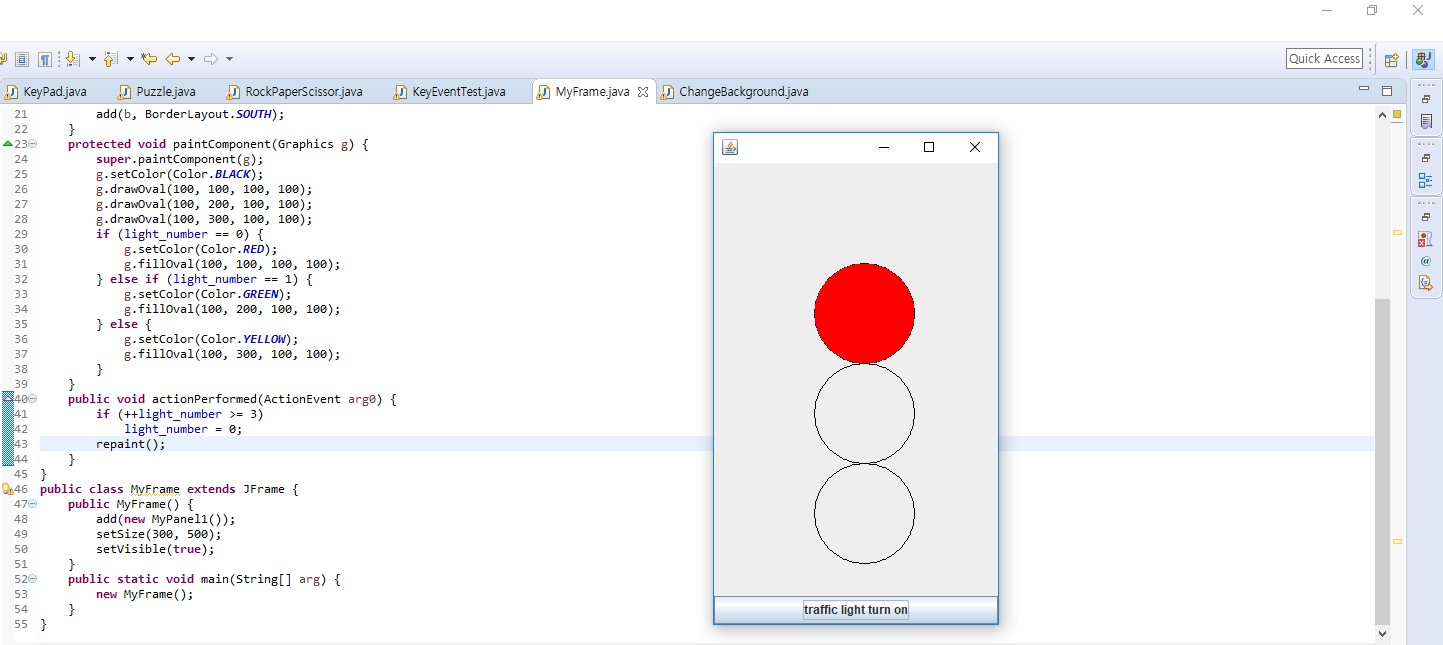 Quick Access
KeyPad.java Puzzle.java RockPaperScissor.java KeyEventTest.java MyFrame.java ChangeBackground.java
21 add(b, BorderLayout.SOUTH);
22 }
23 protected void paintComponent(Graphics g) {
24 super.paintComponent(g);
25 g.setColor(Color.BLACK);
26 g.drawOval(100, 100, 100, 100);
27 g.drawOval(100, 200, 100, 100);
28 g.drawOval(100, 300, 100, 100);
29 if (light_number == 0) {
30 g.setColor(Color.RED);
31 g.fillOval(100, 100, 100, 100);
32 } else if (light_number == 1) {
33 g.setColor(Color.GREEN);
34 g.fillOval(100, 200, 100, 100);
35 } else {
36 g.setColor(Color.YELLOW);
37 g.fillOval(100, 300, 100, 100);
38 }
39 }
40 public void actionPerformed(ActionEvent arg0) {
41 if (++light_number >= 3)
42 light_number = 0;
43 repaint();
44 }
45 }
46 public class MyFrame extends JFrame {
47 public MyFrame() {
48 add(new MyPanel1());
49 setSize(300, 500);
50 setVisible(true);
51 }
52 public static void main(String[] arg) {
53 new MyFrame();
54 }
55 }
traffic light turn on